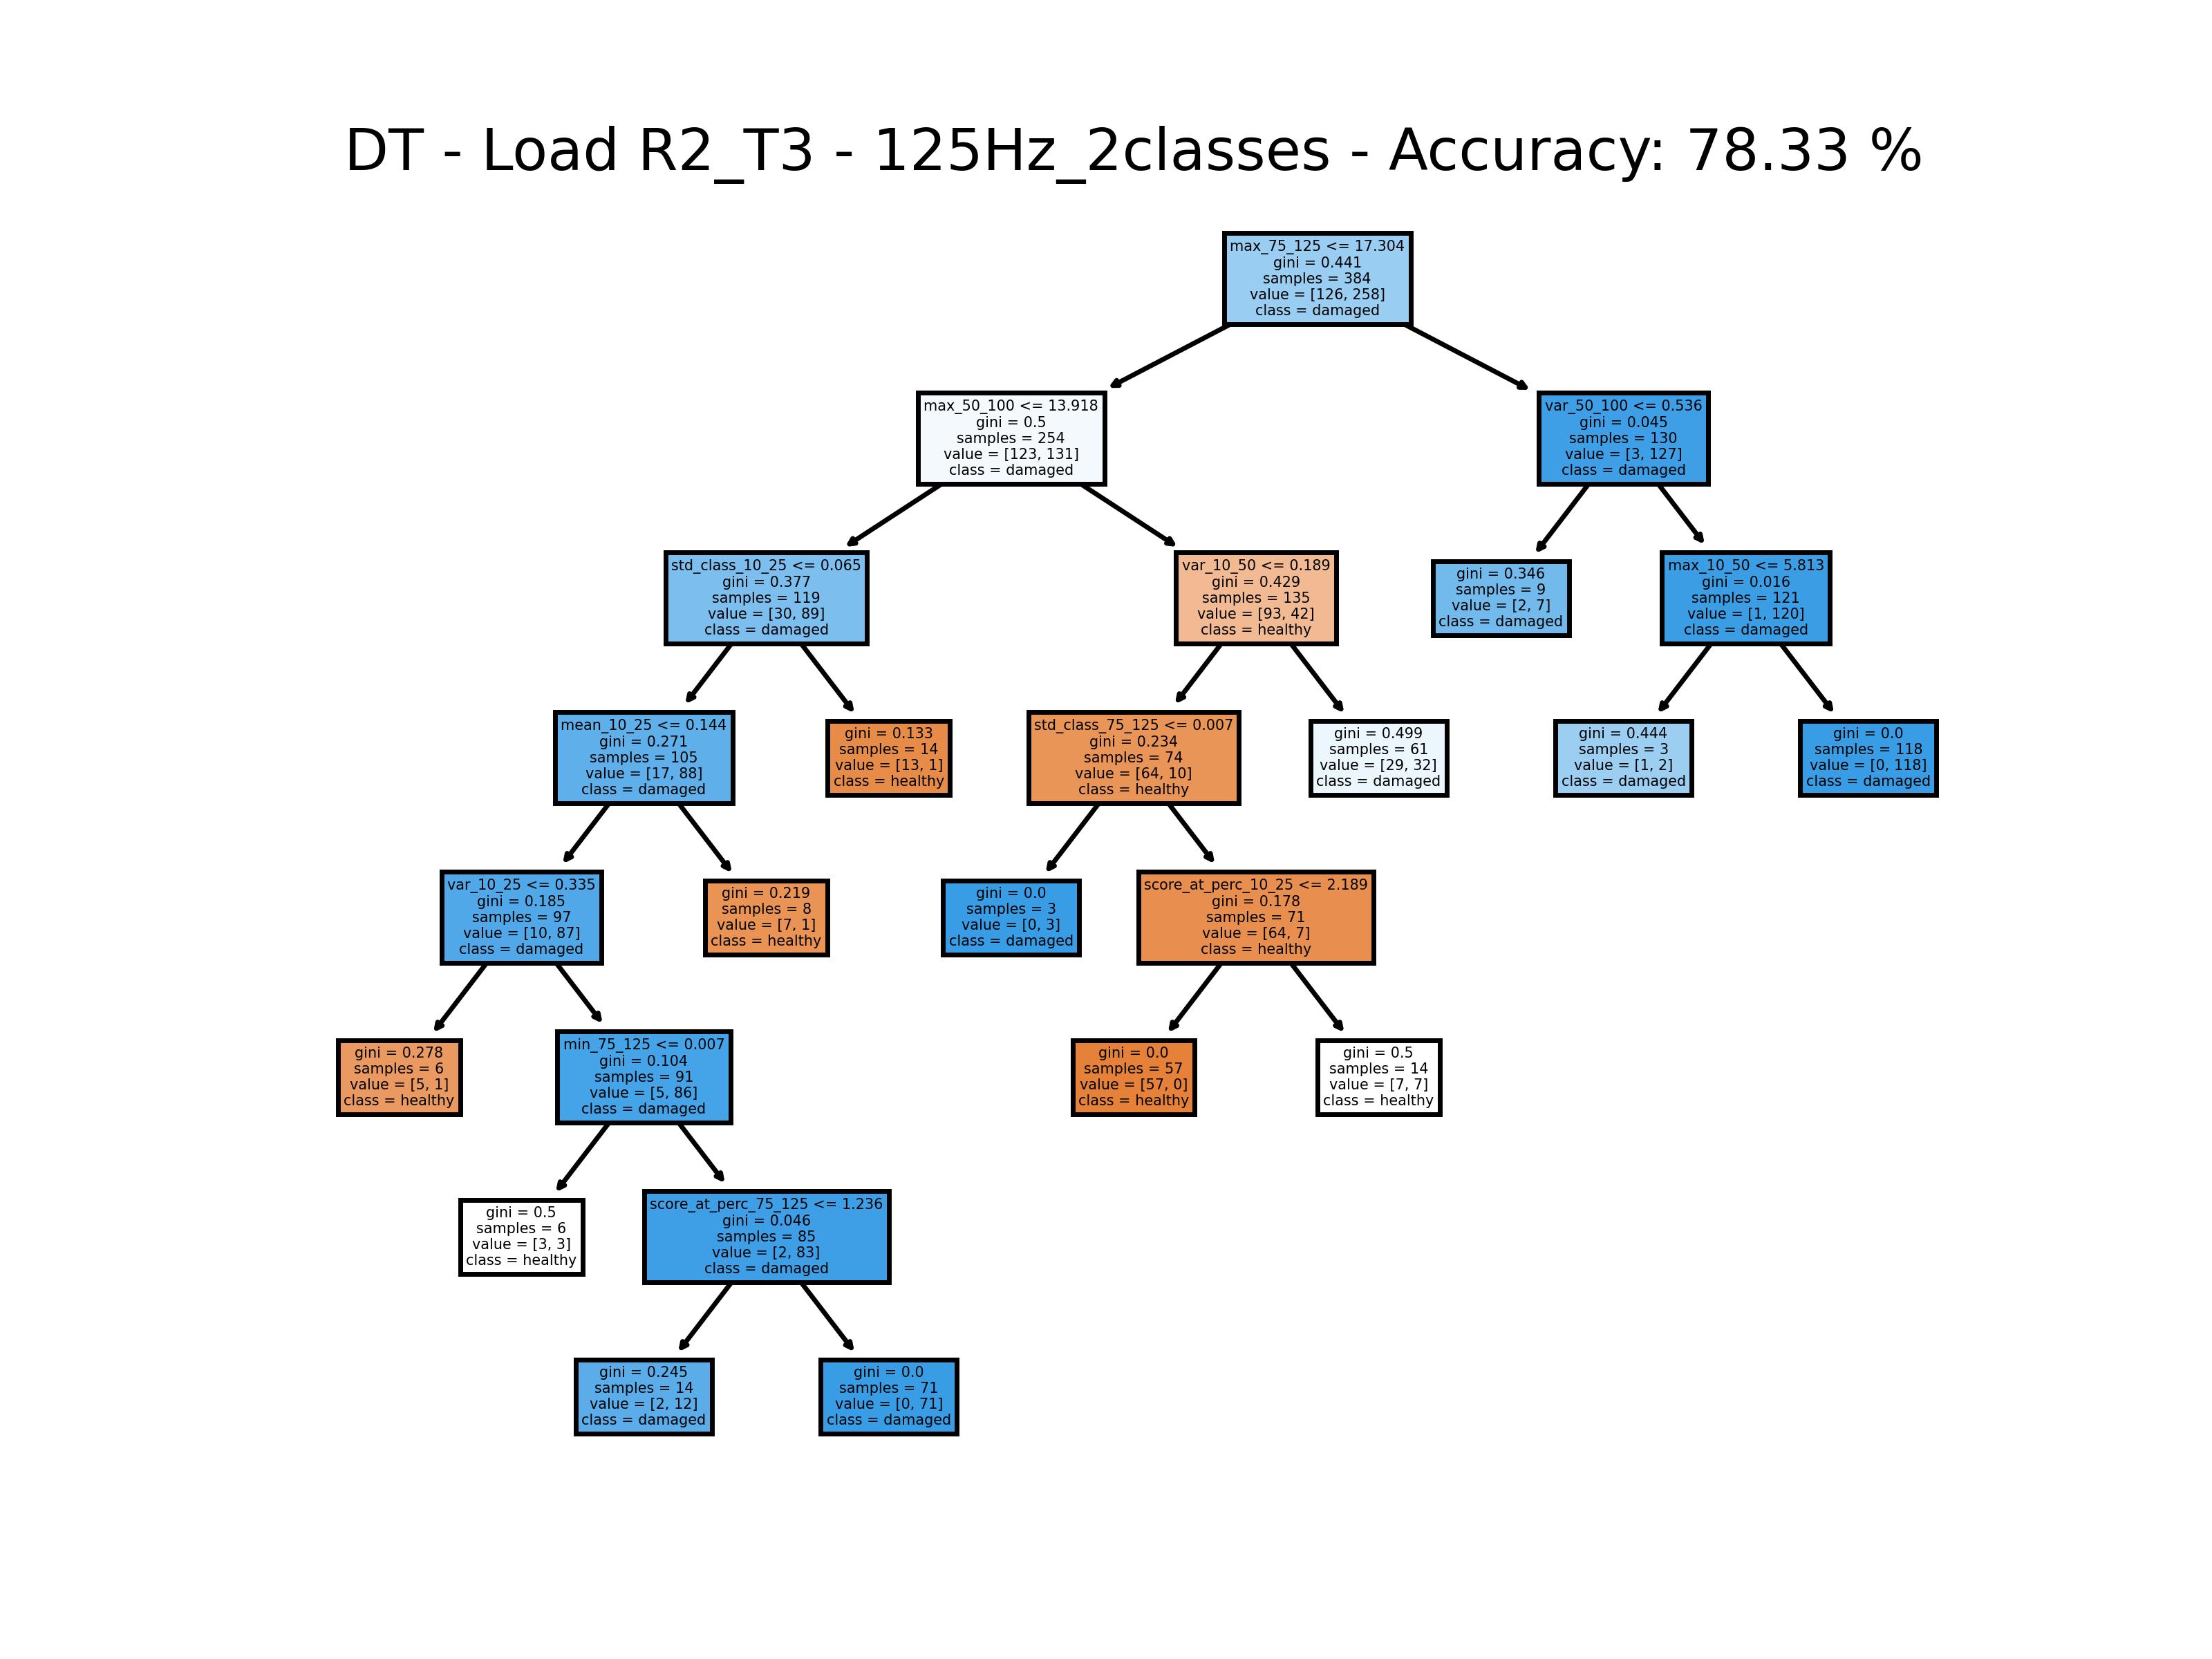 DT - Load R2_T3 - 125Hz_2classes - Accuracy: 78.33 %
max_75_125 <= 17.304
gini = 0.441
samples = 384
value = [126, 258]
class = damaged
max_50_100 <= 13.918
gini = 0.5
samples = 254
value = [123, 131]
class = damaged
var_50_100 <= 0.536
gini = 0.045
samples = 130
value = [3, 127]
class = damaged
std_class_10_25 <= 0.065
gini = 0.377
samples = 119
value = [30, 89]
class = damaged
var_10_50 <= 0.189
gini = 0.429
samples = 135
value = [93, 42]
class = healthy
gini = 0.346
samples = 9
value = [2, 7]
class = damaged
max_10_50 <= 5.813
gini = 0.016
samples = 121
value = [1, 120]
class = damaged
mean_10_25 <= 0.144
gini = 0.271
samples = 105
value = [17, 88]
class = damaged
gini = 0.133
samples = 14
value = [13, 1]
class = healthy
std_class_75_125 <= 0.007
gini = 0.234
samples = 74
value = [64, 10]
class = healthy
gini = 0.499
samples = 61
value = [29, 32]
class = damaged
gini = 0.444
samples = 3
value = [1, 2]
class = damaged
gini = 0.0
samples = 118
value = [0, 118]
class = damaged
var_10_25 <= 0.335
gini = 0.185
samples = 97
value = [10, 87]
class = damaged
gini = 0.219
samples = 8
value = [7, 1]
class = healthy
gini = 0.0
samples = 3
value = [0, 3]
class = damaged
score_at_perc_10_25 <= 2.189
gini = 0.178
samples = 71
value = [64, 7]
class = healthy
gini = 0.278
samples = 6
value = [5, 1]
class = healthy
min_75_125 <= 0.007
gini = 0.104
samples = 91
value = [5, 86]
class = damaged
gini = 0.0
samples = 57
value = [57, 0]
class = healthy
gini = 0.5
samples = 14
value = [7, 7]
class = healthy
gini = 0.5
samples = 6
value = [3, 3]
class = healthy
score_at_perc_75_125 <= 1.236
gini = 0.046
samples = 85
value = [2, 83]
class = damaged
gini = 0.245
samples = 14
value = [2, 12]
class = damaged
gini = 0.0
samples = 71
value = [0, 71]
class = damaged